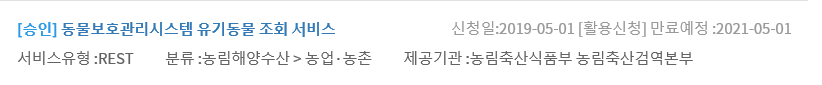 [승인] 동물보호관리시스템 유기동물 조회 서비스 신청일:2019-05-01 [활용신청] 만료예정 :2021-05-01
서비스유형 :REST 분류 :농림해양수산 > 농업·농촌 제공기관 :농림축산식품부 농림축산검역본부